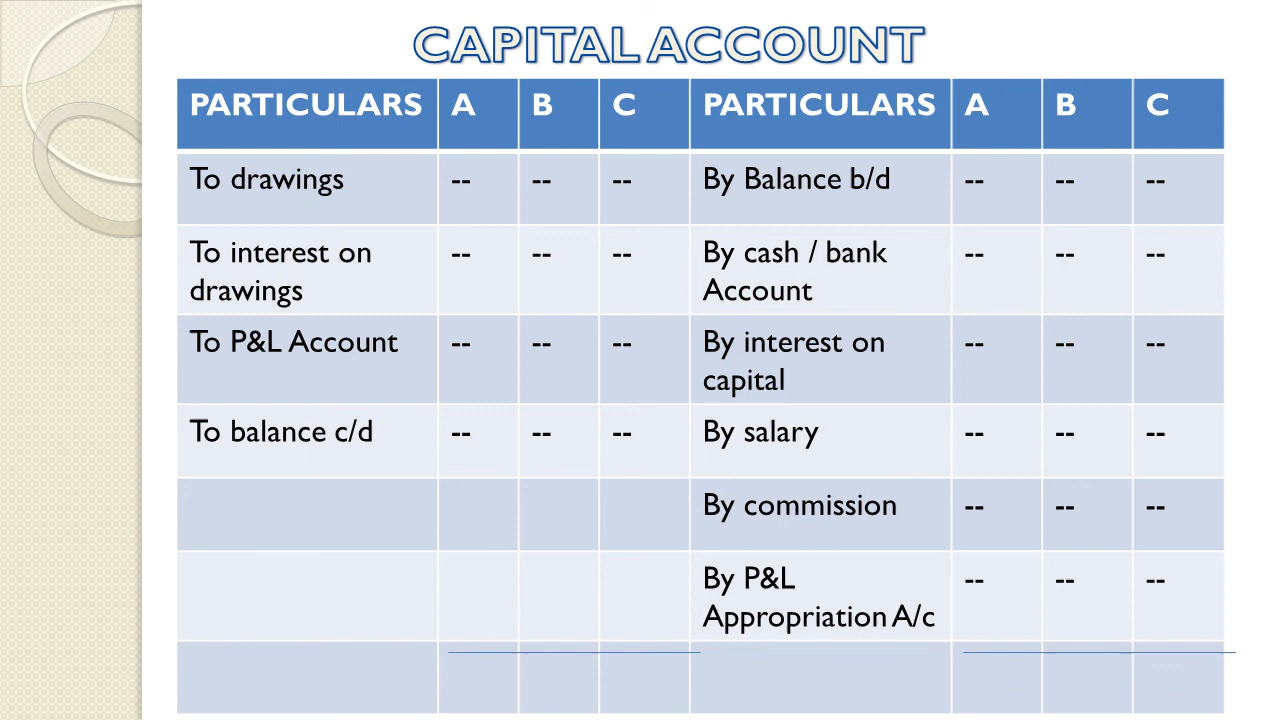 CAPITAL ACCOUNT
PARTICULARS A B C PARTICULARS A B C
To drawings -- -- -- By Balance b/d -- -- --
To interest on drawings -- -- -- By cash / bank Account -- -- --
To P&L Account -- -- -- By interest on capital -- -- --
To balance c/d -- -- -- By salary -- -- --
By commission -- -- --
By P&L Appropriation A/c -- -- --